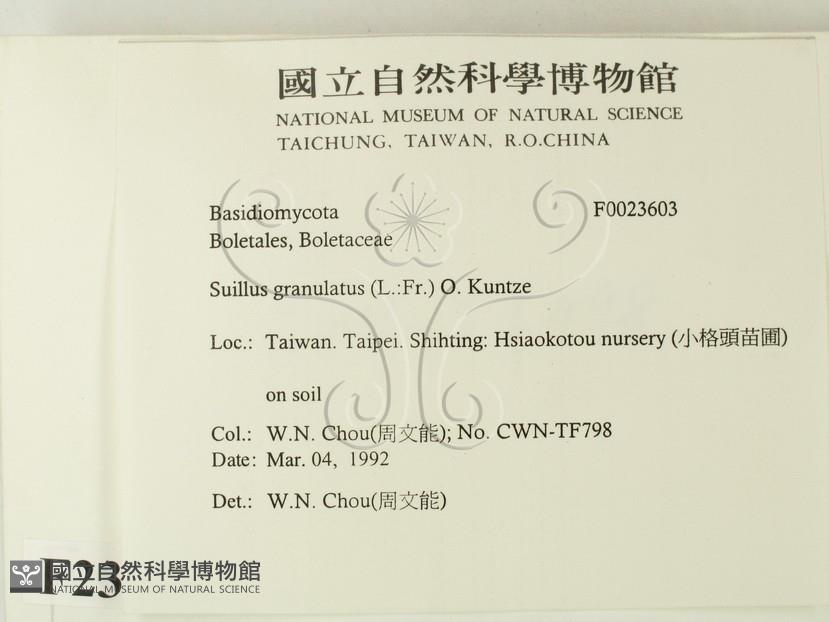 國立自然科學博物館
NATIONAL MUSEUM OF NATURAL SCIENCE
TAICHUNG, TAIWAN, R.O.CHINA
Basidiomycota F0023603
Boletales, Boletaceae
Suillus granulatus (L.:Fr.) O. Kuntze
Loc.: Taiwan. Taipei. Shihting: Hsiaokotou nursery (小格頭苗圃)
on soil
Col.: W.N. Chou(周文能); No. CWN-TF798
Date: Mar. 04, 1992
Det.: W.N. Chou(周文能)
F23
國立自然科學博物館
NATIONAL MUSEUM OF NATURAL SCIENCE